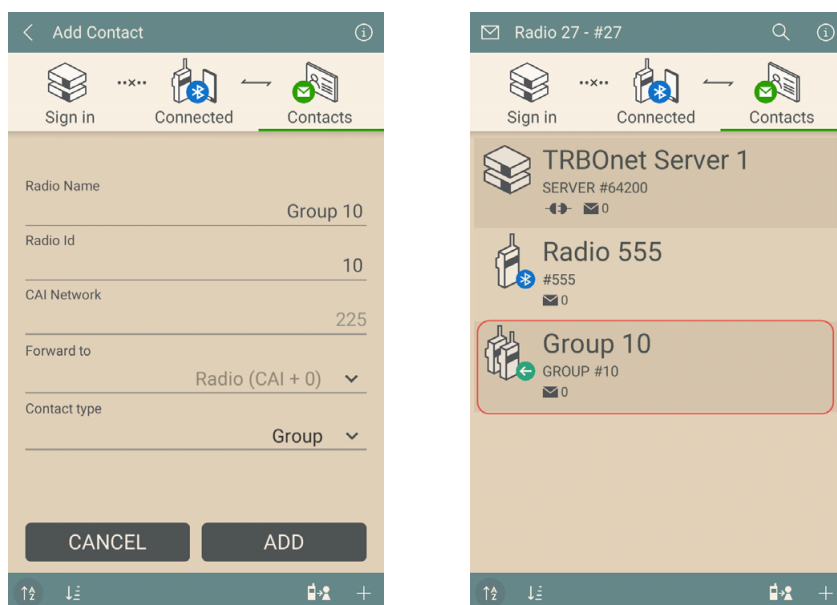 Add Contact
Sign in
Connected
Contacts
Radio Name
Group 10
Radio Id
10
CAI Network
225
Forward to
Radio (CAI + 0)
Contact type
Group
CANCEL
ADD
Radio 27 - #27
Sign in
Connected
Contacts
TRBOnet Server 1
SERVER #64200
0
Radio 555
#555
0
Group 10
GROUP #10
0